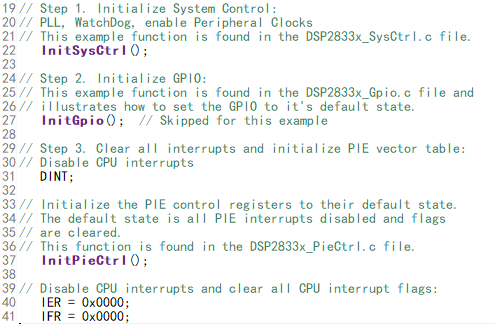 19 // Step 1. Initialize System Control:
20 // PLL, WatchDog, enable Peripheral Clocks
21 // This example function is found in the DSP2833x_SysCtrl.c file.
22    InitSysCtrl();
23
24 // Step 2. Initialize GPIO:
25 // This example function is found in the DSP2833x_Gpio.c file and
26 // illustrates how to set the GPIO to it's default state.
27    InitGpio();  // Skipped for this example
28
29 // Step 3. Clear all interrupts and initialize PIE vector table:
30 // Disable CPU interrupts
31    DINT;
32
33 // Initialize the PIE control registers to their default state.
34 // The default state is all PIE interrupts disabled and flags
35 // are cleared.
36 // This function is found in the DSP2833x_PieCtrl.c file.
37    InitPieCtrl();
38
39 // Disable CPU interrupts and clear all CPU interrupt flags:
40    IER = 0x0000;
41    IFR = 0x0000;